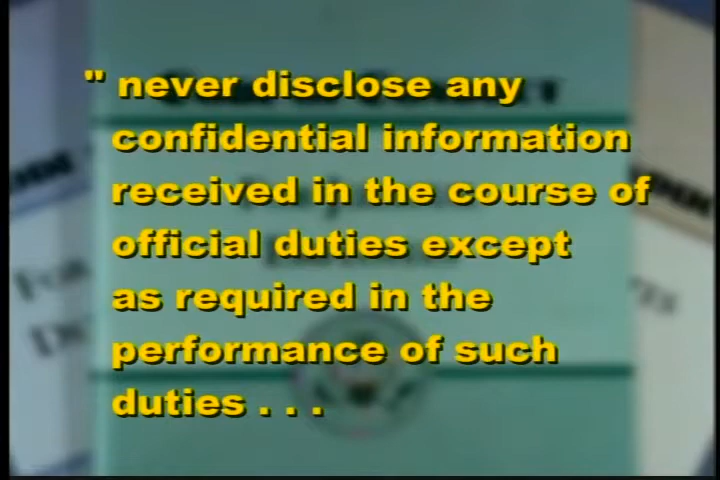 " never disclose any
confidential information
received in the course of
official duties except
as required in the
performance of such
duties . . .